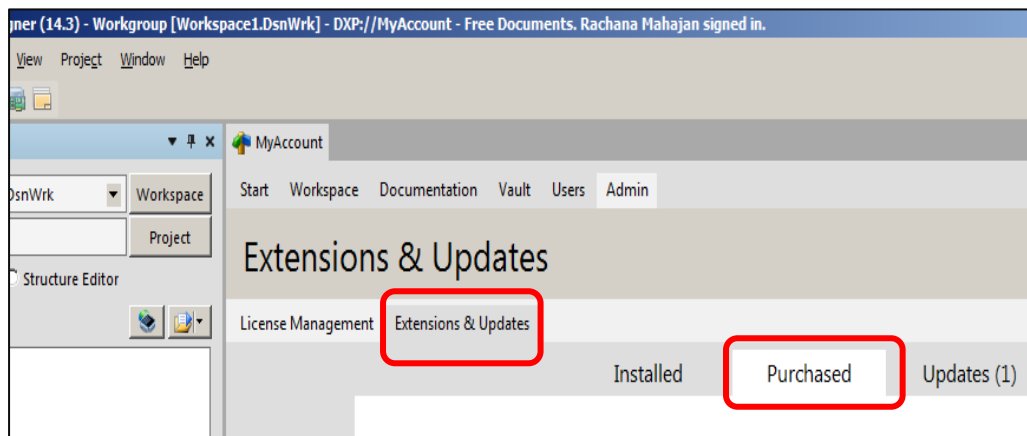 gner (14.3) - Workgroup [Workspace1.DsnWrk] - DXP://MyAccount - Free Documents. Rachana Mahajan signed in.
View Project Window Help
MyAccount
DsnWrk Workspace
Start Workspace Documentation Vault Users Admin
Project
Extensions & Updates
Structure Editor
License Management Extensions & Updates
Installed Purchased Updates (1)